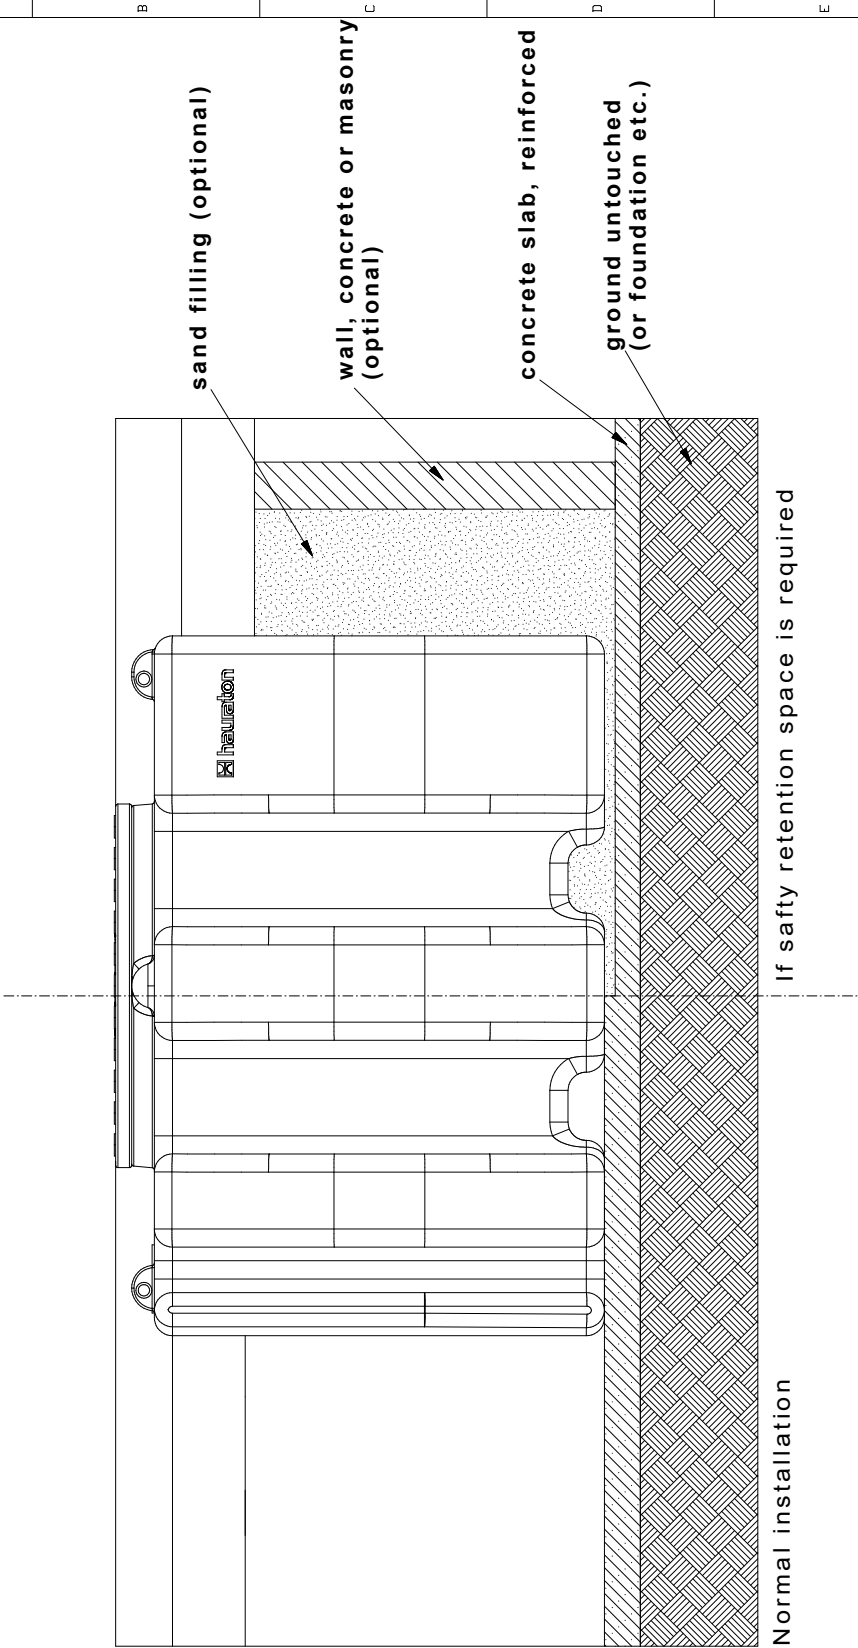 B
C
D
E
sand filling (optional)
wall, concrete or masonry
(optional)
concrete slab, reinforced
ground untouched
(or foundation etc.)
hauraton
If safty retention space is required
Normal installation